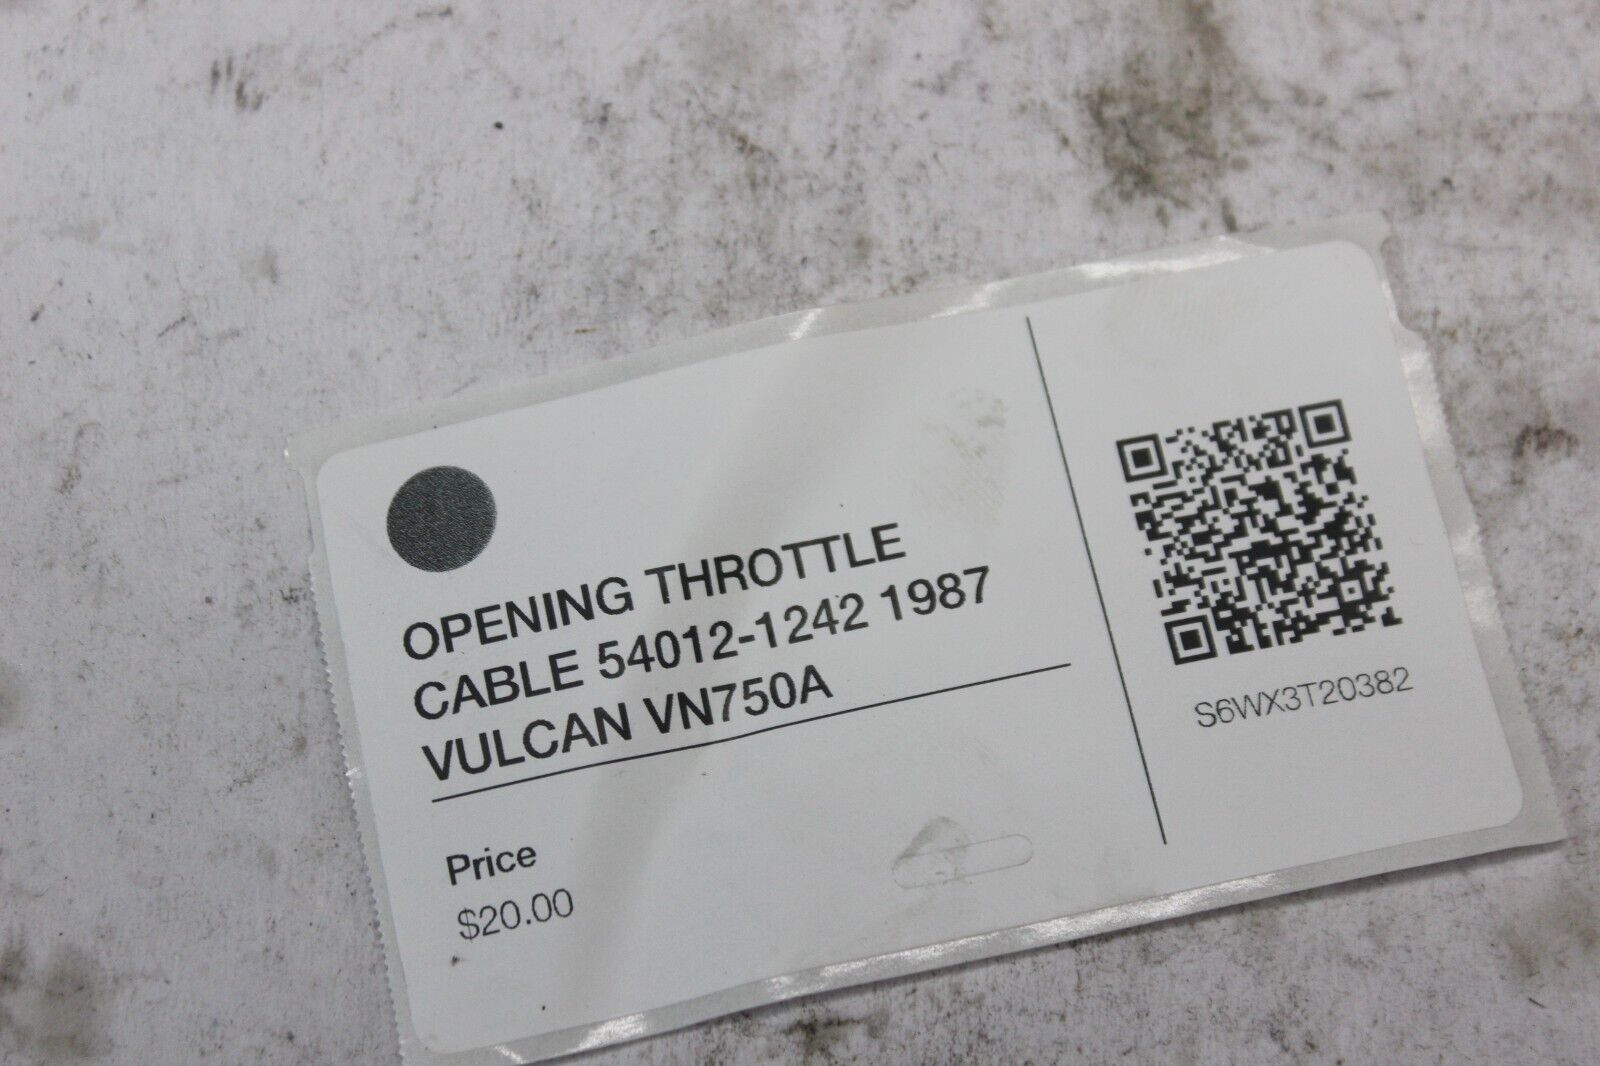 OPENING THROTTLE
CABLE 54012-1242 1987
VULCAN VN750A
Price
$20.00
S6WX3T20382